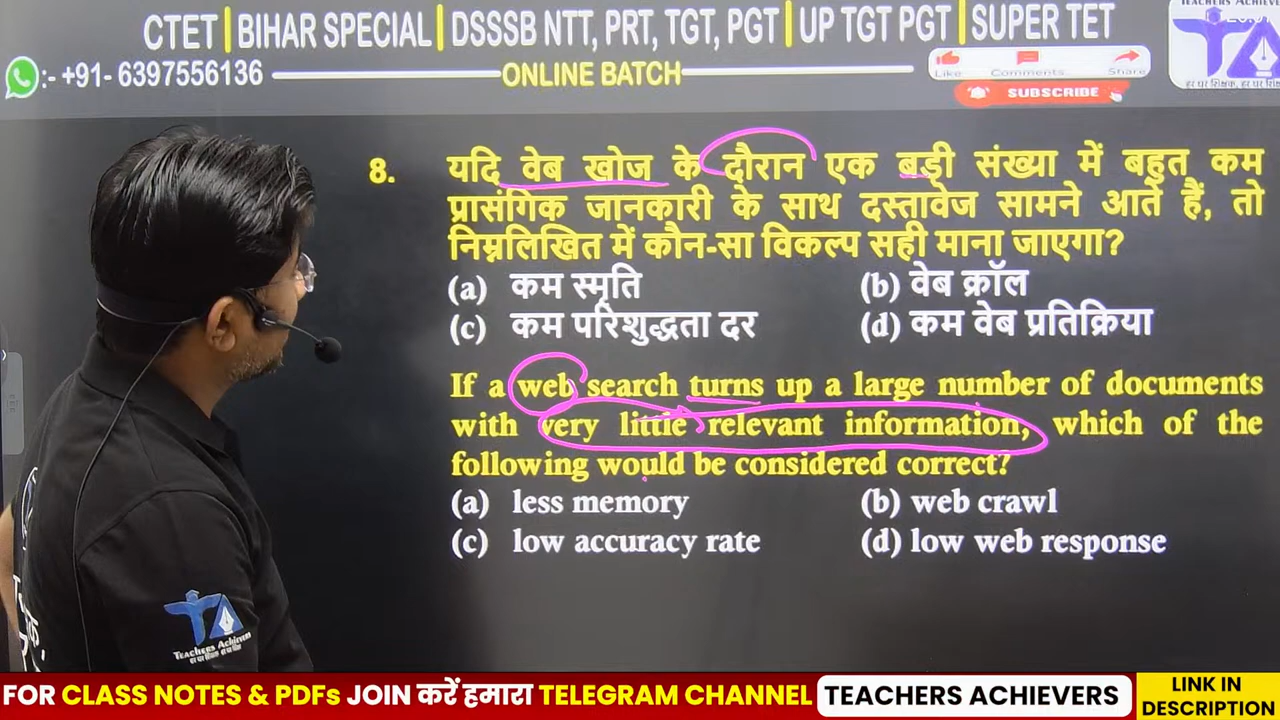 CTET | BIHAR SPECIAL | DSSSB NTT, PRT, TGT, PGT | UP TGT PGT | SUPER TET
:- +91- 6397556136 ONLINE BATCH
Like Comments Share
SUBSCRIBE
TEACHERS
8. यदि वेब खोज के दौरान एक बड़ी संख्या में बहुत कम
प्रासंगिक जानकारी के साथ दस्तावेज सामने आते हैं, तो
निम्नलिखित में कौन-सा विकल्प सही माना जाएगा?
(a) कम स्मृति (b) वेब क्रॉल
(c) कम परिशुद्धता दर (d) कम वेब प्रतिक्रिया
If a web search turns up a large number of documents
with very little relevant information, which of the
following would be considered correct?
(a) less memory (b) web crawl
(c) low accuracy rate (d) low web response
TEACHERS ACHIEVERS
FOR CLASS NOTES & PDFs JOIN करें हमारा TELEGRAM CHANNEL TEACHERS ACHIEVERS
LINK IN
DESCRIPTION